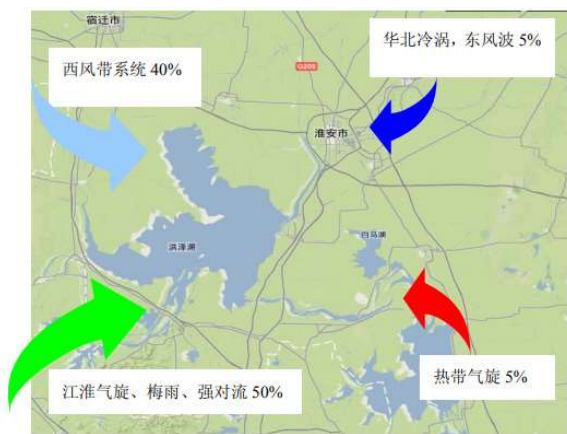 宿迁市
华北冷涡，东风波 5%
西风带系统 40%
G205
淮安市
白马湖
洪泽湖
江淮气旋、梅雨、强对流 50%
热带气旋 5%